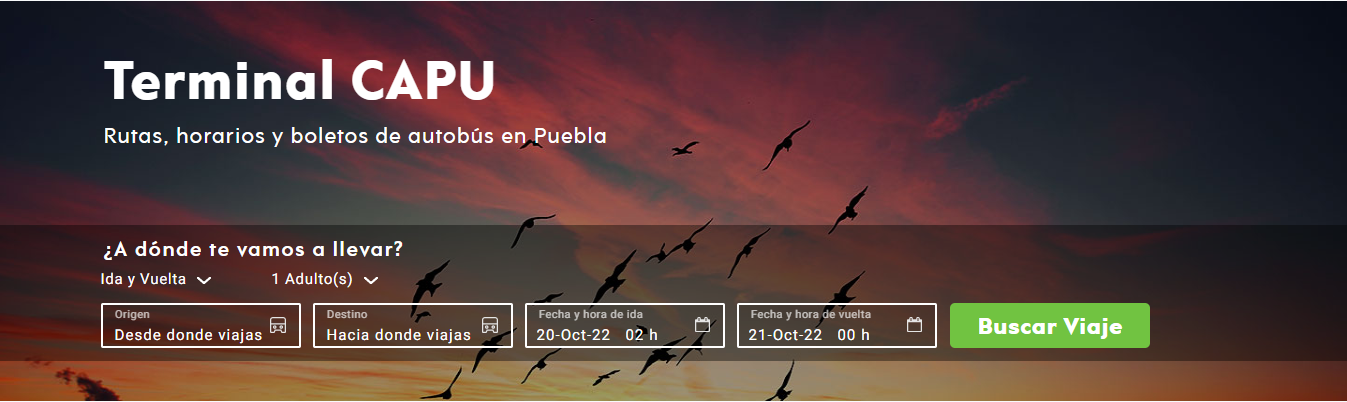 Terminal CAPU
Rutas, horarios y boletos de autobús en Puebla
¿A dónde te vamos a llevar?
Ida y Vuelta 1 Adulto(s)
Origen Destino Fecha y hora de ida Fecha y hora de vuelta
Desde donde viajas Hacia donde viajas 20-Oct-22 02 h 21-Oct-22 00 h Buscar Viaje